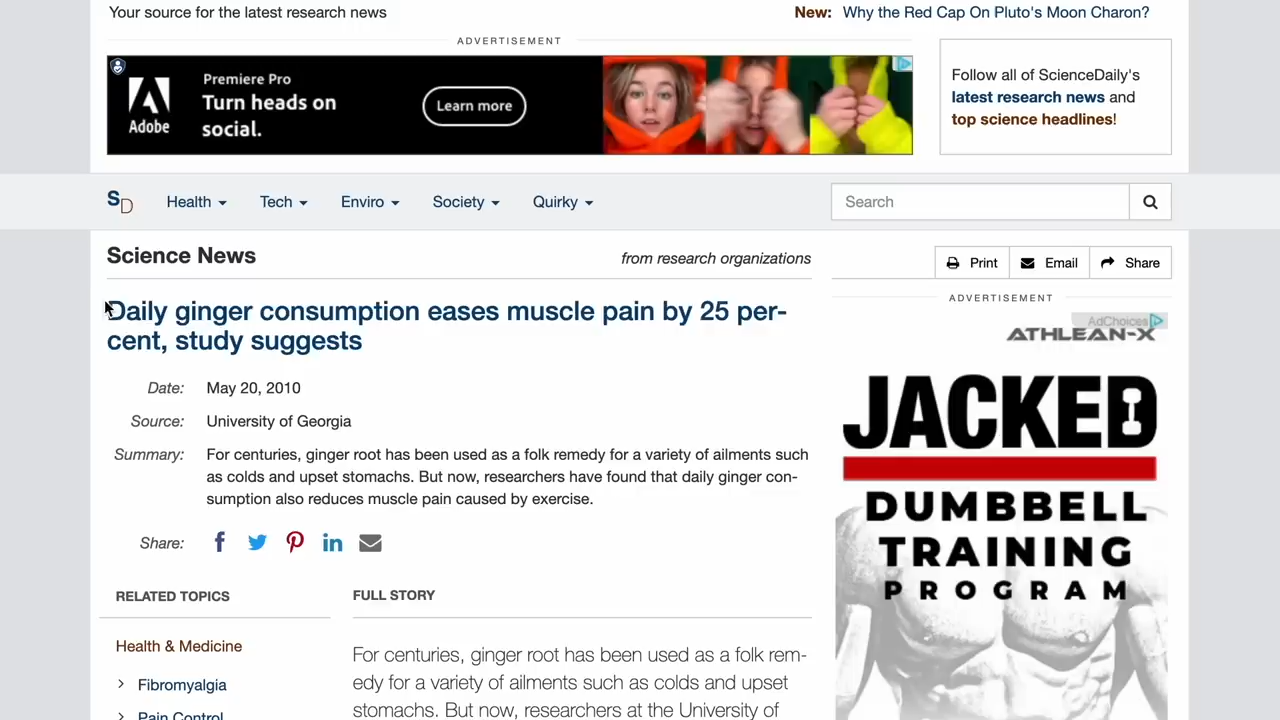 Your source for the latest research news
New: Why the Red Cap On Pluto's Moon Charon?
ADVERTISEMENT
Adobe
Premiere Pro
Turn heads on
social.
Learn more
Follow all of ScienceDaily's
latest research news and
top science headlines!
SD
Health
Tech
Enviro
Society
Quirky
Search
Science News
from research organizations
Print
Email
Share
Daily ginger consumption eases muscle pain by 25 per-
cent, study suggests
Date: May 20, 2010
Source: University of Georgia
Summary: For centuries, ginger root has been used as a folk remedy for a variety of ailments such
as colds and upset stomachs. But now, researchers have found that daily ginger con-
sumption also reduces muscle pain caused by exercise.
Share:
RELATED TOPICS
Health & Medicine
Fibromyalgia
Pain Control
FULL STORY
For centuries, ginger root has been used as a folk rem-
edy for a variety of ailments such as colds and upset
stomachs. But now, researchers at the University of
ADVERTISEMENT
AdChoices
ATHLEAN-X
JACKED
DUMBBELL
TRAINING
PROGRAM